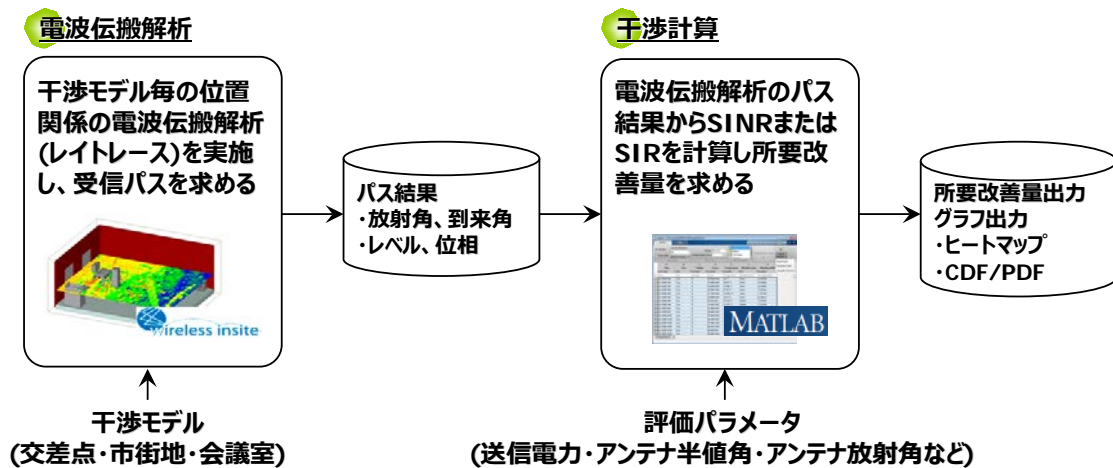 電波伝搬解析
干渉モデル毎の位置
関係の電波伝搬解析
(レイトレース)を実施
し、受信パスを求める
wireless insite
干渉モデル
(交差点・市街地・会議室)
パス結果
・放射角、到来角
・レベル、位相
干渉計算
電波伝搬解析のパス
結果からSINRまたは
SIRを計算し所要改
善量を求める
MATLAB
評価パラメータ
(送信電力・アンテナ半値角・アンテナ放射角など)
所要改善量出力
グラフ出力
・ヒートマップ
・CDF/PDF